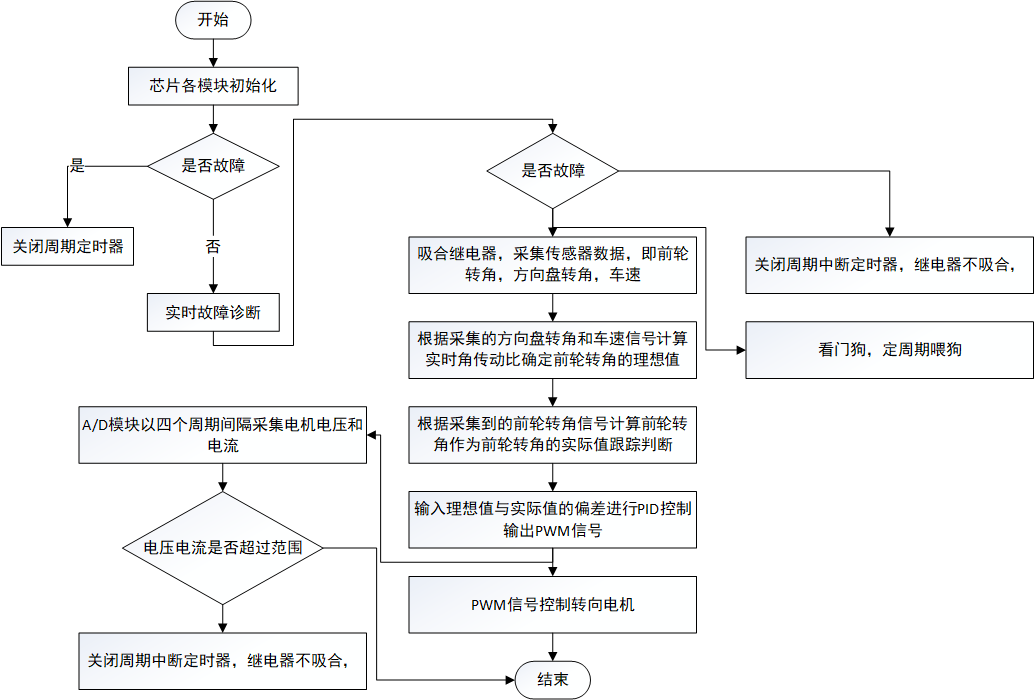 开始
芯片各模块初始化
是否故障
是
关闭周期定时器
否
实时故障诊断
是否故障
吸合继电器，采集传感器数据，即前轮
转角，方向盘转角，车速
关闭周期中断定时器，继电器不吸合，
根据采集的方向盘转角和车速信号计算
实时角传动比确定前轮转角的理想值
看门狗，定周期喂狗
根据采集到的前轮转角信号计算前轮转
角作为前轮转角的实际值跟踪判断
输入理想值与实际值的偏差进行PID控制
输出PWM信号
A/D模块以四个周期间隔采集电机电压和
电流
电压电流是否超过范围
关闭周期中断定时器，继电器不吸合，
PWM信号控制转向电机
结束